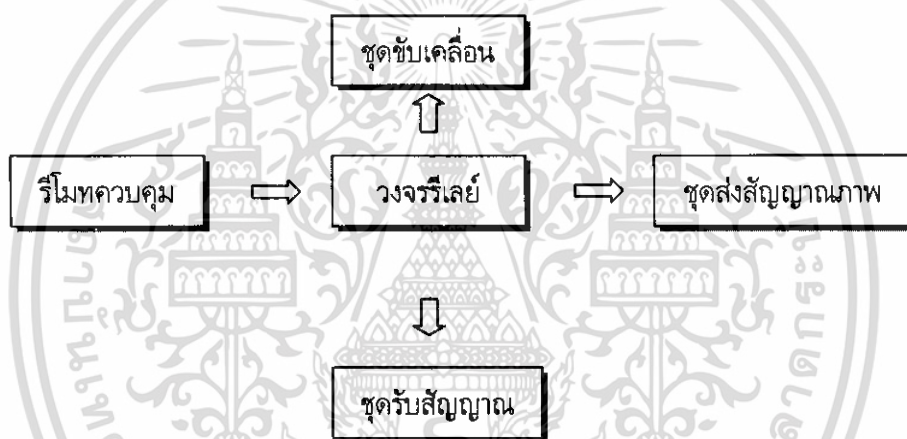 ชุดขับเคลื่อน
รีโมทควบคุม
วงจรรีเลย์
ชุดส่งสัญญาณภาพ
ชุดรับสัญญาณ